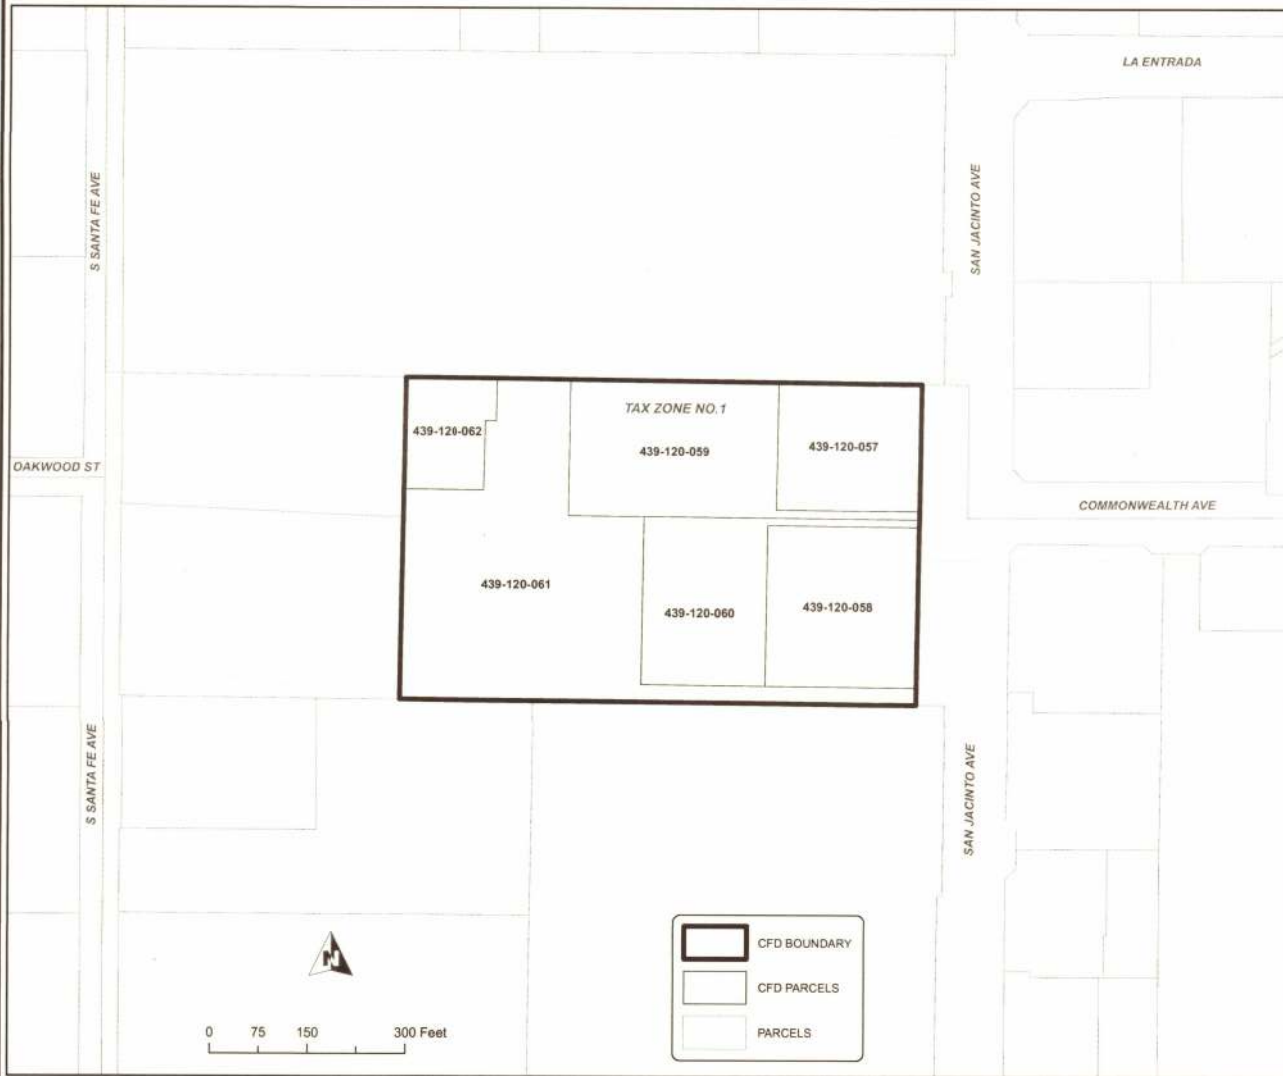 LA ENTRADA
S SANTA FE AVE
SAN JACINTO AVE
TAX ZONE NO.1
439-120-062
439-120-059
439-120-057
OAKWOOD ST
COMMONWEALTH AVE
439-120-061
439-120-060
439-120-058
S SANTA FE AVE
SAN JACINTO AVE
N
CFD BOUNDARY
CFD PARCELS
PARCELS
0 75 150 300 Feet